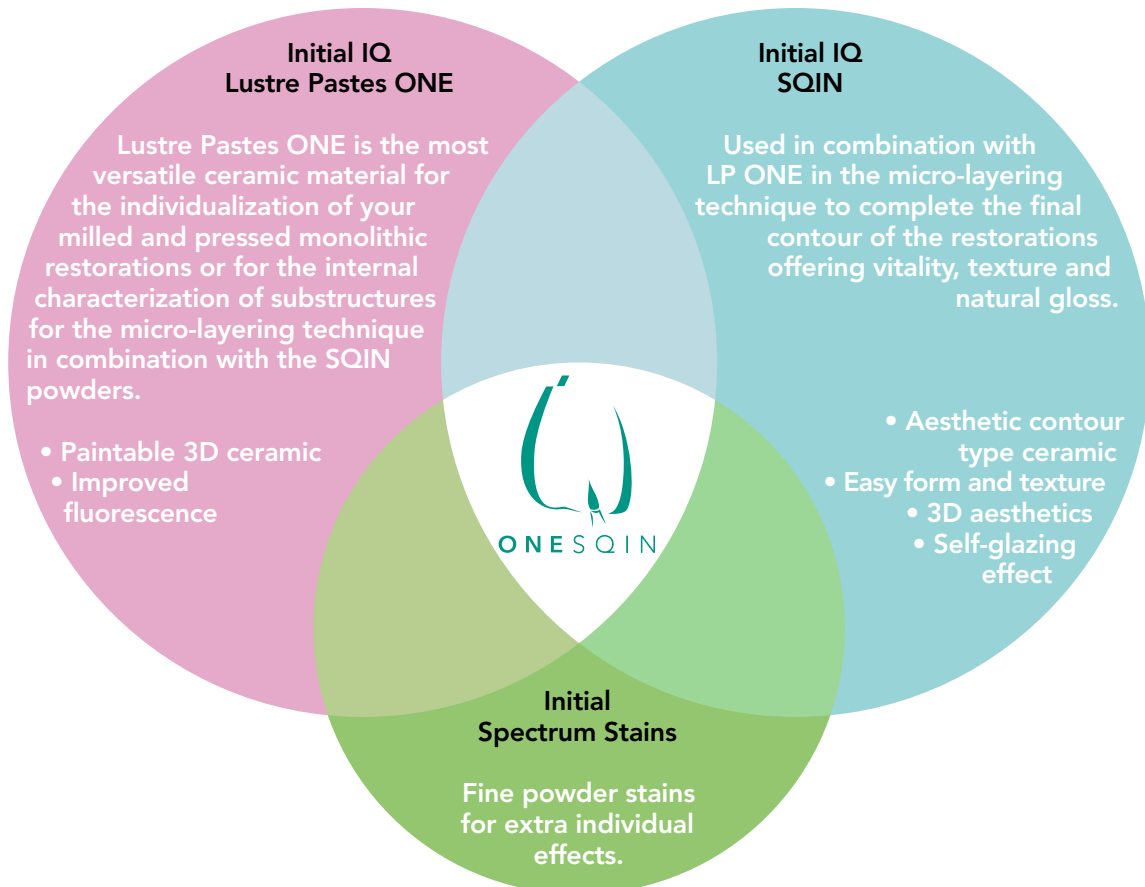 Initial IQ
Lustre Pastes ONE
Lustre Pastes ONE is the most
versatile ceramic material for
the individualization of your
milled and pressed monolithic
restorations or for the internal
characterization of substructures
for the micro-layering technique
in combination with the SQIN
powders.
• Paintable 3D ceramic
• Improved
fluorescence
Initial IQ
SQIN
Used in combination with
LP ONE in the micro-layering
technique to complete the final
contour of the restorations
offering vitality, texture and
natural gloss.
• Aesthetic contour
type ceramic
• Easy form and texture
• 3D aesthetics
• Self-glazing
effect
ONESQIN
Initial
Spectrum Stains
Fine powder stains
for extra individual
effects.